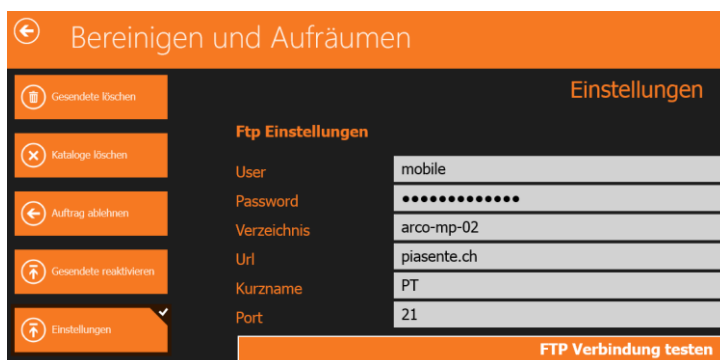 Bereinigen und Aufräumen
Gesendete löschen
Kataloge löschen
Auftrag ablehnen
Gesendete reaktivieren
Einstellungen
Einstellungen
Ftp Einstellungen
User mobile
Password ●●●●●●●●●●●●●
Verzeichnis arco-mp-02
Url piasente.ch
Kurzname PT
Port 21
FTP Verbindung testen